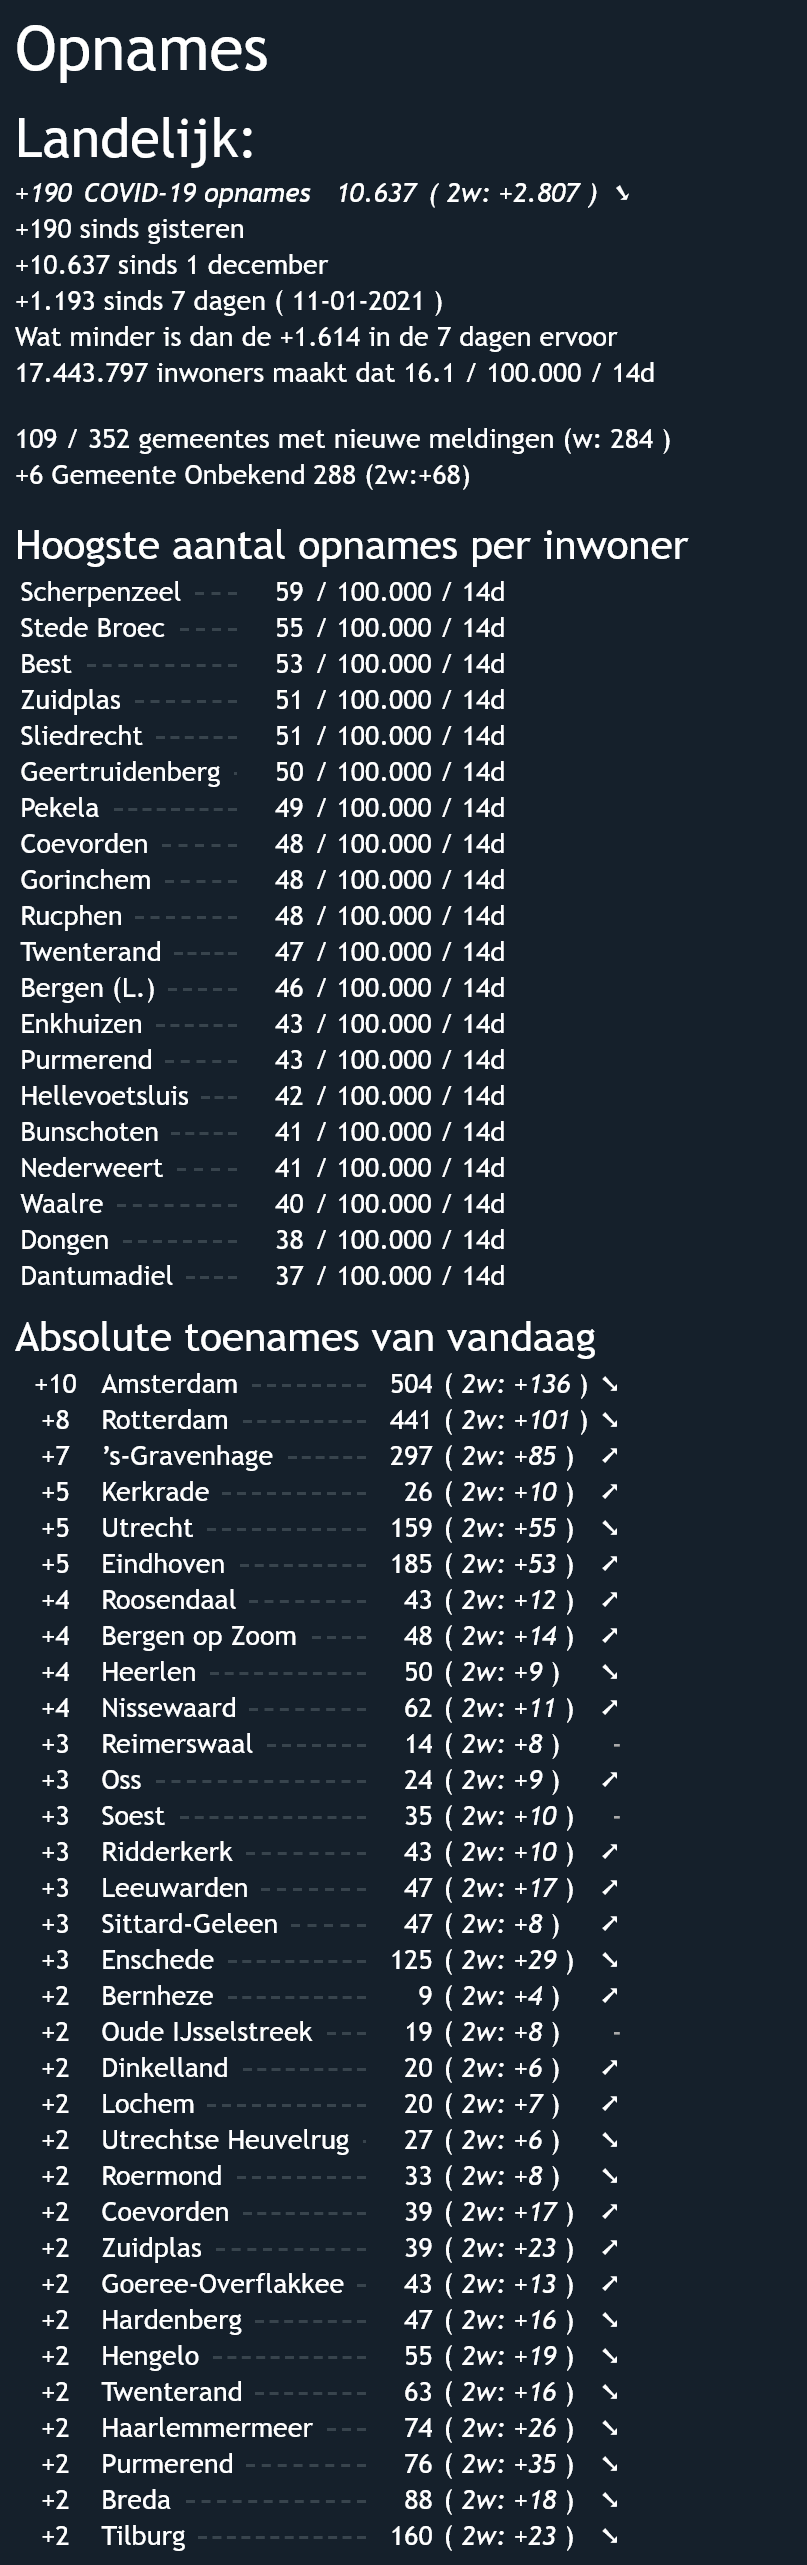 Opnames
Landelijk:
+190 COVID-19 opnames 10.637 ( 2w: +2.807 ) ➘
+190 sinds gisteren
+10.637 sinds 1 december
+1.193 sinds 7 dagen ( 11-01-2021 )
Wat minder is dan de +1.614 in de 7 dagen ervoor
17.443.797 inwoners maakt dat 16.1 / 100.000 / 14d
109 / 352 gemeentes met nieuwe meldingen (w: 284 )
+6 Gemeente Onbekend 288 (2w:+68)
Hoogste aantal opnames per inwoner
Scherpenzeel --- 59 / 100.000 / 14d
Stede Broec ---- 55 / 100.000 / 14d
Best ---------- 53 / 100.000 / 14d
Zuidplas ------- 51 / 100.000 / 14d
Sliedrecht ------ 51 / 100.000 / 14d
Geertruidenberg - 50 / 100.000 / 14d
Pekela --------- 49 / 100.000 / 14d
Coevorden ----- 48 / 100.000 / 14d
Gorinchem ----- 48 / 100.000 / 14d
Rucphen ------- 48 / 100.000 / 14d
Twenterand ----- 47 / 100.000 / 14d
Bergen (L.) ----- 46 / 100.000 / 14d
Enkhuizen ------ 43 / 100.000 / 14d
Purmerend ----- 43 / 100.000 / 14d
Hellevoetsluis --- 42 / 100.000 / 14d
Bunschoten ----- 41 / 100.000 / 14d
Nederweert ---- 41 / 100.000 / 14d
Waalre -------- 40 / 100.000 / 14d
Dongen -------- 38 / 100.000 / 14d
Dantumadiel ---- 37 / 100.000 / 14d
Absolute toenames van vandaag
+10 Amsterdam -------- 504 ( 2w: +136 ) ➘
+8 Rotterdam --------- 441 ( 2w: +101 ) ➘
+7 's-Gravenhage ------ 297 ( 2w: +85 ) ➚
+5 Kerkrade ---------- 26 ( 2w: +10 ) ➚
+5 Utrecht ----------- 159 ( 2w: +55 ) ➘
+5 Eindhoven --------- 185 ( 2w: +53 ) ➚
+4 Roosendaal -------- 43 ( 2w: +12 ) ➚
+4 Bergen op Zoom ---- 48 ( 2w: +14 ) ➚
+4 Heerlen ----------- 50 ( 2w: +9 ) ➘
+4 Nissewaard -------- 62 ( 2w: +11 ) ➚
+3 Reimerswaal ------- 14 ( 2w: +8 ) -
+3 Oss --------------- 24 ( 2w: +9 ) ➚
+3 Soest ------------- 35 ( 2w: +10 ) -
+3 Ridderkerk -------- 43 ( 2w: +10 ) ➚
+3 Leeuwarden ------- 47 ( 2w: +17 ) ➚
+3 Sittard-Geleen ----- 47 ( 2w: +8 ) ➚
+3 Enschede ---------- 125 ( 2w: +29 ) ➘
+2 Bernheze ---------- 9 ( 2w: +4 ) ➚
+2 Oude IJsselstreek --- 19 ( 2w: +8 ) -
+2 Dinkelland --------- 20 ( 2w: +6 ) ➚
+2 Lochem ----------- 20 ( 2w: +7 ) ➚
+2 Utrechtse Heuvelrug - 27 ( 2w: +6 ) ➘
+2 Roermond --------- 33 ( 2w: +8 ) ➘
+2 Coevorden --------- 39 ( 2w: +17 ) ➚
+2 Zuidplas ---------- 39 ( 2w: +23 ) ➚
+2 Goeree-Overflakkee - 43 ( 2w: +13 ) ➚
+2 Hardenberg -------- 47 ( 2w: +16 ) ➘
+2 Hengelo ----------- 55 ( 2w: +19 ) ➘
+2 Twenterand -------- 63 ( 2w: +16 ) ➘
+2 Haarlemmermeer --- 74 ( 2w: +26 ) ➘
+2 Purmerend -------- 76 ( 2w: +35 ) ➘
+2 Breda ------------- 88 ( 2w: +18 ) ➘
+2 Tilburg ------------ 160 ( 2w: +23 ) ➘